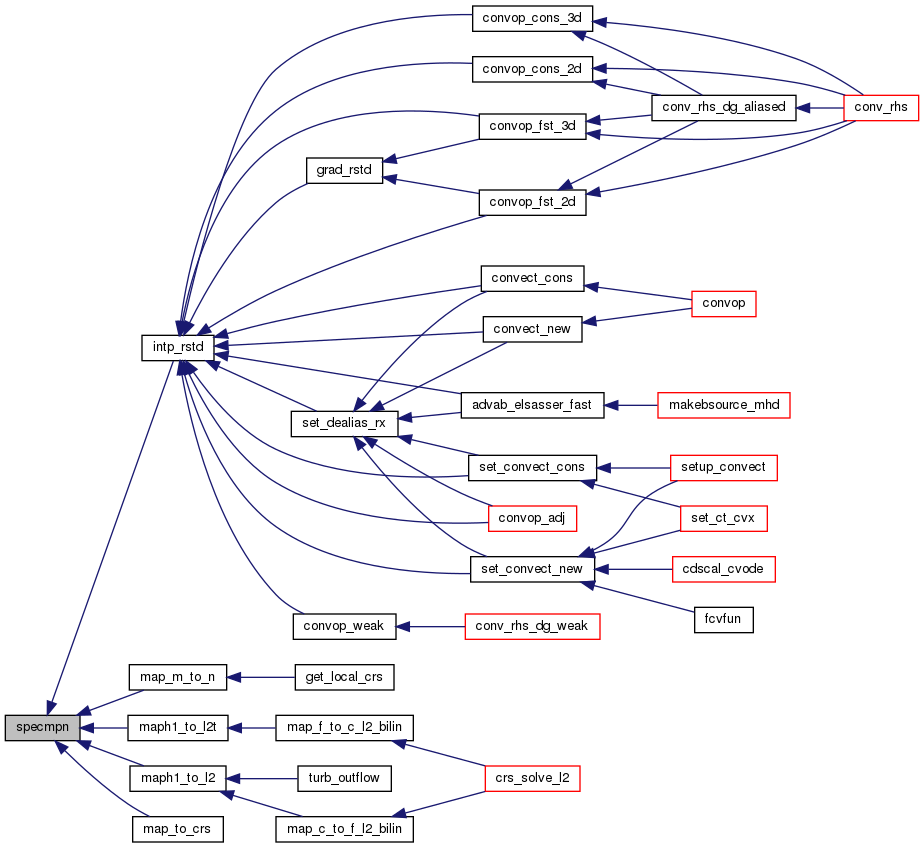 convop_cons_3d
convop_cons_2d
conv_rhs_dg_aliased
conv_rhs
convop_fst_3d
grad_rstd
convop_fst_2d
convect_cons
convop
convect_new
intp_rstd
advab_elsasser_fast
makebsource_mhd
set_dealias_rx
set_convect_cons
setup_convect
convop_adj
set_ct_cvx
set_convect_new
cdscal_cvode
fcvfun
convop_weak
conv_rhs_dg_weak
map_m_to_n
get_local_crs
specmpn
maph1_to_l2t
map_f_to_c_l2_bilin
maph1_to_l2
turb_outflow
crs_solve_l2
map_to_crs
map_c_to_f_l2_bilin